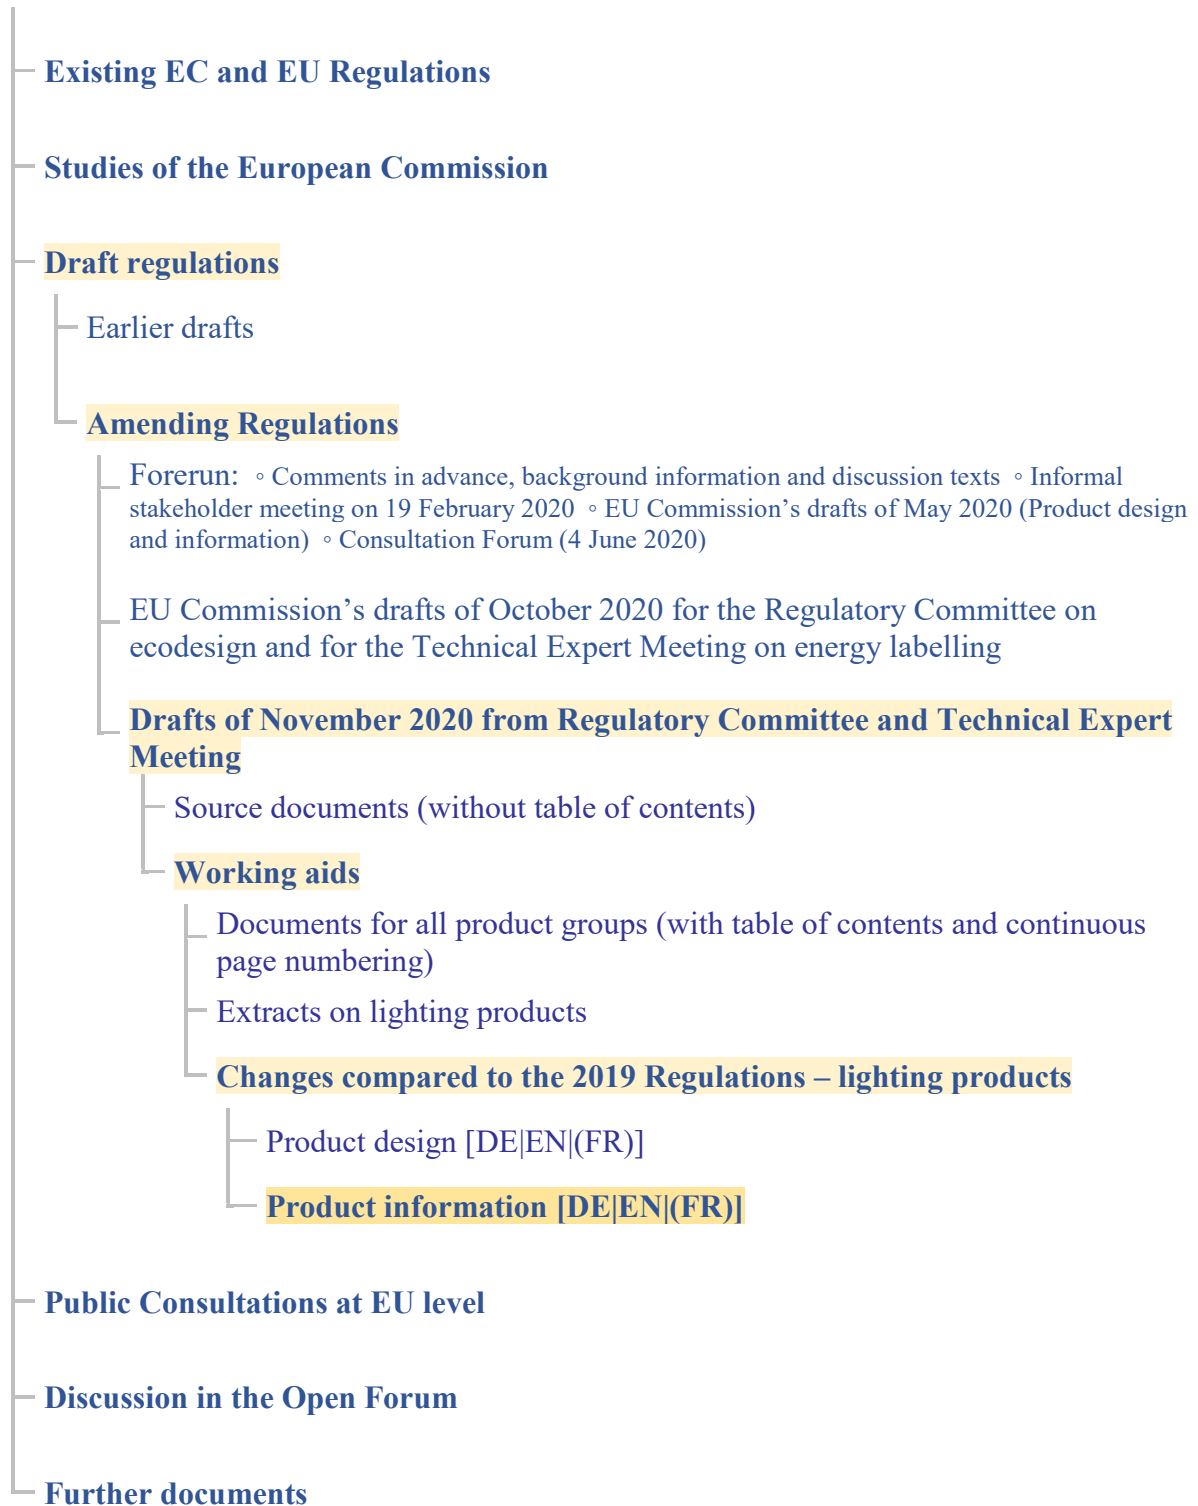 Existing EC and EU Regulations
Studies of the European Commission
Draft regulations
Earlier drafts
Amending Regulations
Forerun: ◦ Comments in advance, background information and discussion texts ◦ Informal
stakeholder meeting on 19 February 2020 ◦ EU Commission’s drafts of May 2020 (Product design
and information) ◦ Consultation Forum (4 June 2020)
EU Commission’s drafts of October 2020 for the Regulatory Committee on
ecodesign and for the Technical Expert Meeting on energy labelling
Drafts of November 2020 from Regulatory Committee and Technical Expert
Meeting
Source documents (without table of contents)
Working aids
Documents for all product groups (with table of contents and continuous
page numbering)
Extracts on lighting products
Changes compared to the 2019 Regulations – lighting products
Product design [DE|EN|(FR)]
Product information [DE|EN|(FR)]
Public Consultations at EU level
Discussion in the Open Forum
Further documents